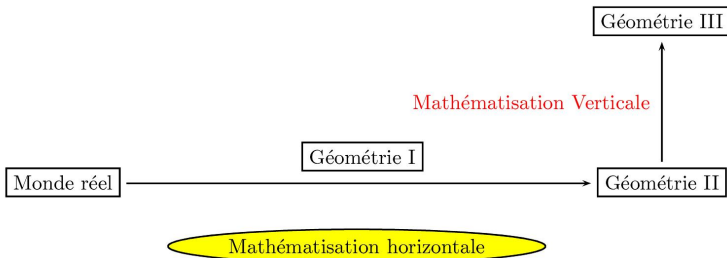 Géométrie III
Mathématisation Verticale
Géométrie I
Monde réel
Géométrie II
Mathématisation horizontale